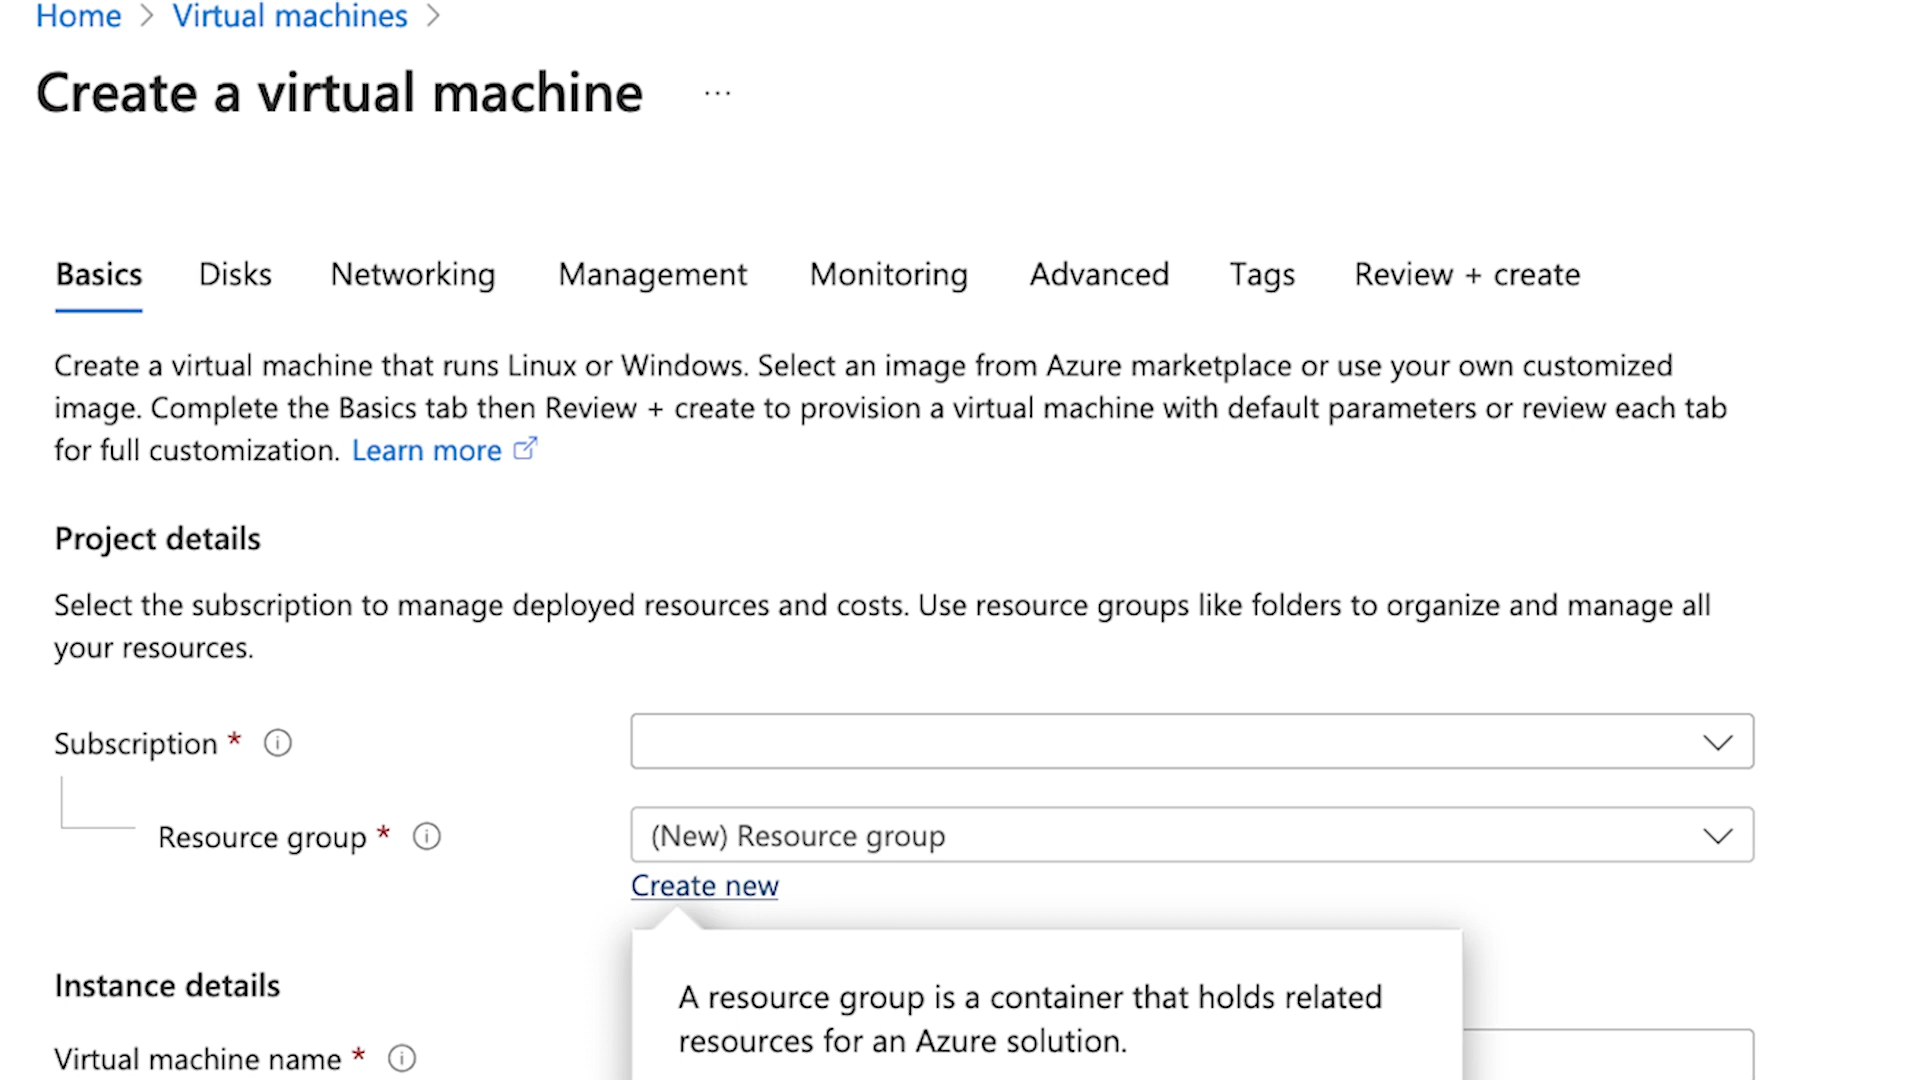 Home > Virtual machines >
Create a virtual machine ...
Basics Disks Networking Management Monitoring Advanced Tags Review + create
Create a virtual machine that runs Linux or Windows. Select an image from Azure marketplace or use your own customized
image. Complete the Basics tab then Review + create to provision a virtual machine with default parameters or review each tab
for full customization. Learn more
Project details
Select the subscription to manage deployed resources and costs. Use resource groups like folders to organize and manage all
your resources.
Subscription *
Resource group * (New) Resource group
Create new
A resource group is a container that holds related
resources for an Azure solution.
Instance details
Virtual machine name *